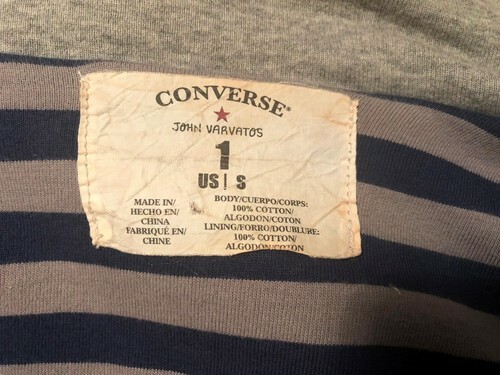 CONVERSE®
JOHN VARVATOS
1
US | S
MADE IN/
HECHO EN/
CHINA
FABRIQUÉ EN/
CHINE
BODY/CUERPO/CORPS:
100% COTTON/
ALGODON/COTON
LINING/FORRO/DOUBLURE:
100% COTTON/
ALGODON/COTON